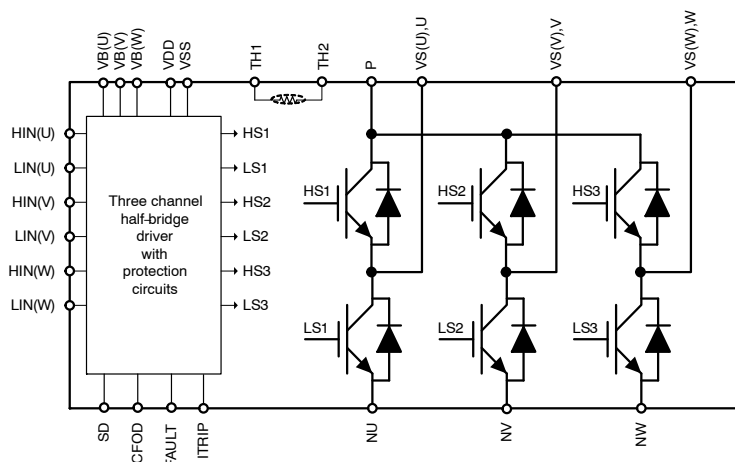 VB(U)
VB(V)
VB(W)
VDD
VSS
TH1
TH2
P
VS(U),U
VS(V),V
VS(W),W
HIN(U)
LIN(U)
HIN(V)
LIN(V)
HIN(W)
LIN(W)
Three channel
half-bridge
driver
with
protection
circuits
HS1
LS1
HS2
LS2
HS3
LS3
HS1
HS2
HS3
LS1
LS2
LS3
SD
CFOD
FAULT
ITRIP
NU
NV
NW